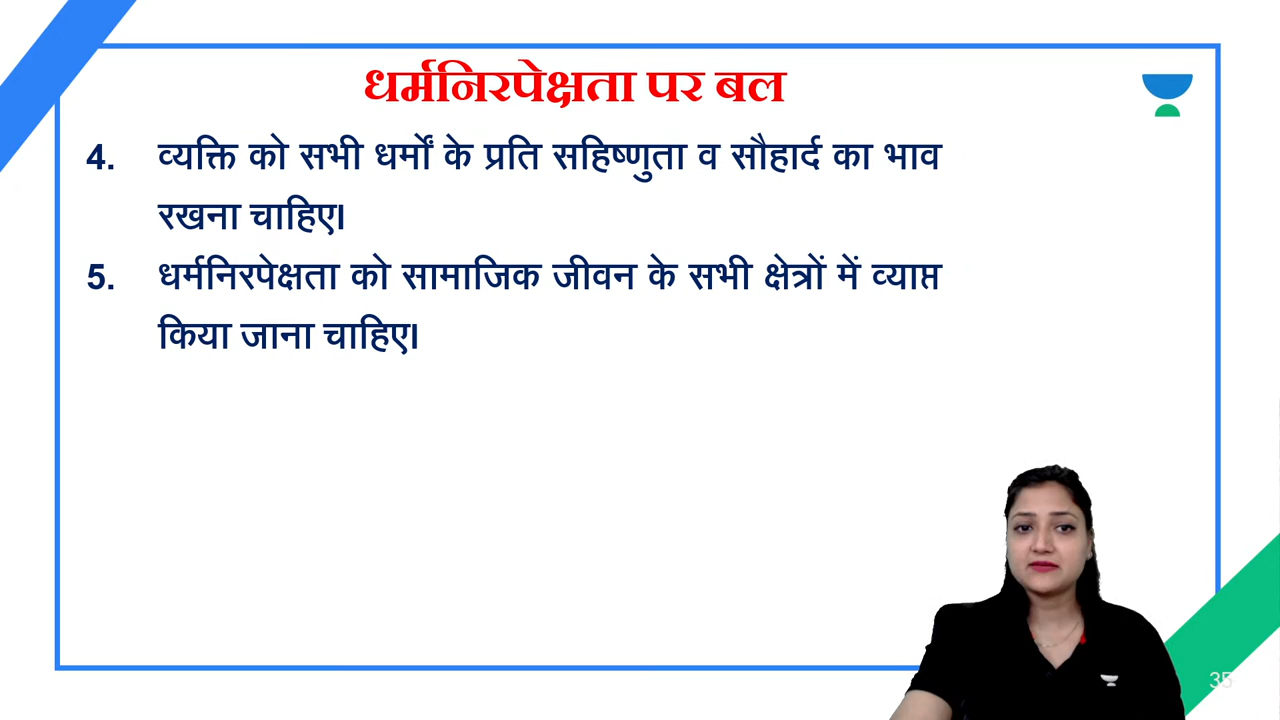 धर्मनिरपेक्षता पर बल
4. व्यक्ति को सभी धर्मों के प्रति सहिष्णुता व सौहार्द का भाव
रखना चाहिए।
5. धर्मनिरपेक्षता को सामाजिक जीवन के सभी क्षेत्रों में व्याप्त
किया जाना चाहिए।
35